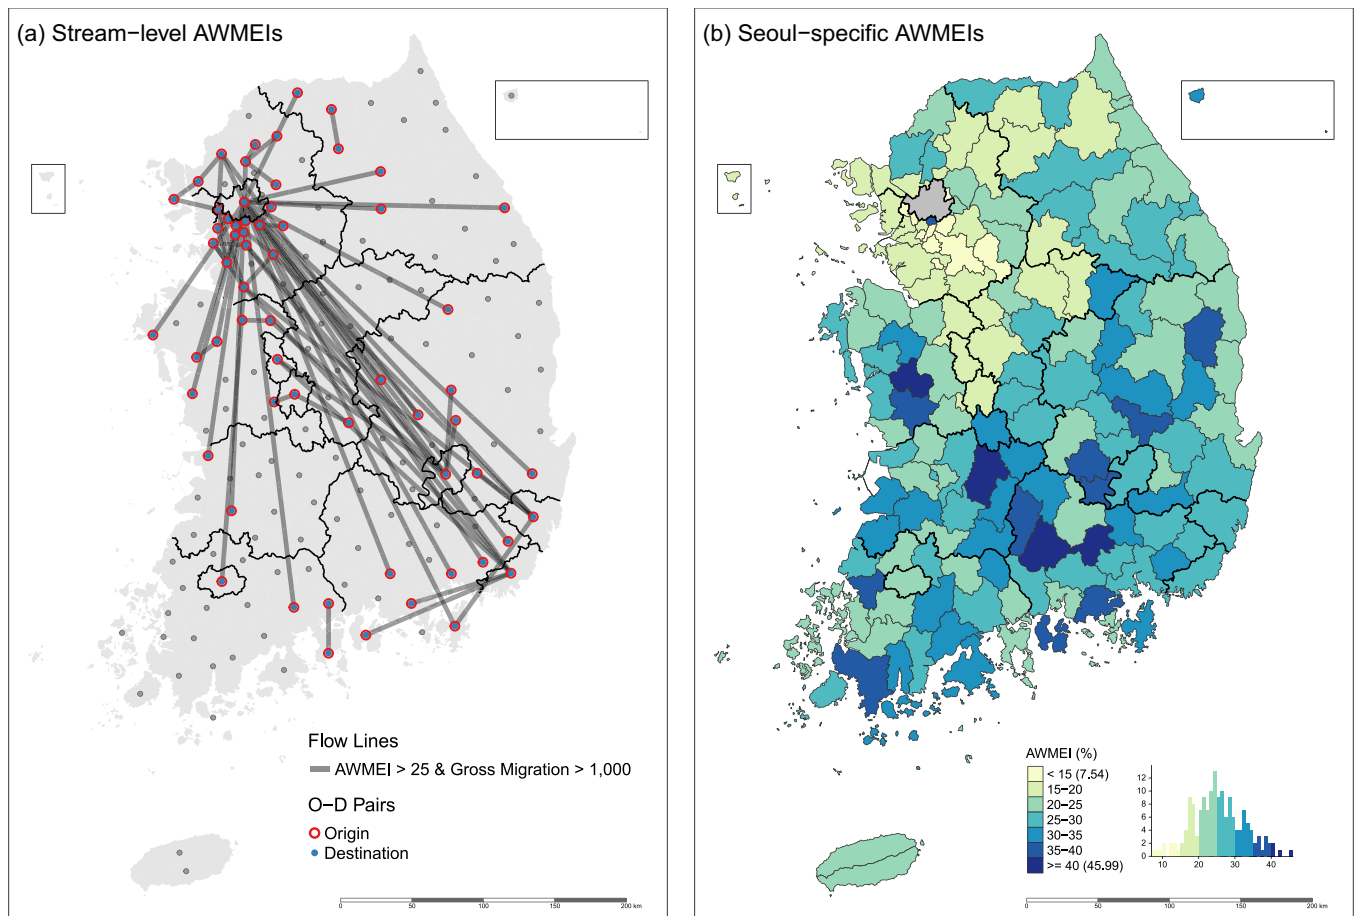 (a) Stream−level AWMEIs
Flow Lines
AWMEI > 25 & Gross Migration > 1,000
O−D Pairs
Origin
Destination
0 50 100 150 200 km
(b) Seoul−specific AWMEIs
AWMEI (%)
< 15 (7.54)
15−20
20−25
25−30
30−35
35−40
>= 40 (45.99)
12
10
8
6
4
2
0
10 20 30 40
0 50 100 150 200 km